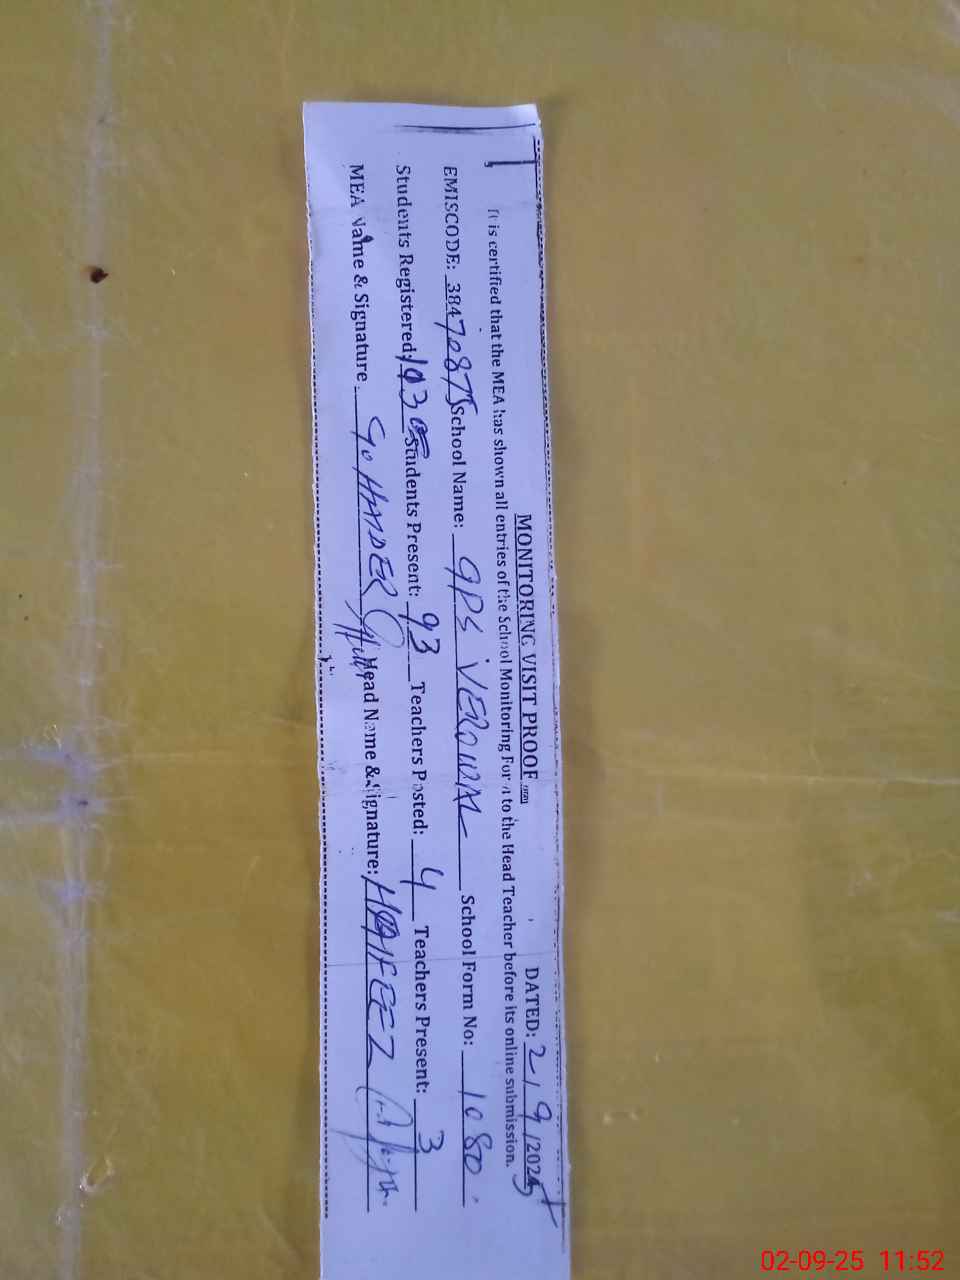 MONITORING VISIT PROOF
DATED: 2/9/2025
It is certified that the MEA has shown all entries of the School Monitoring Form to the Head Teacher before its online submission.
EMISCODE: 38470875 School Name: GPS VEROWAL School Form No: 1080
Students Registered: 103 Students Present: 93 Teachers Posted: 4 Teachers Present: 3
MEA Name & Signature HAIDER Head Name & Signature: HAFEEZ
02-09-25 11:52